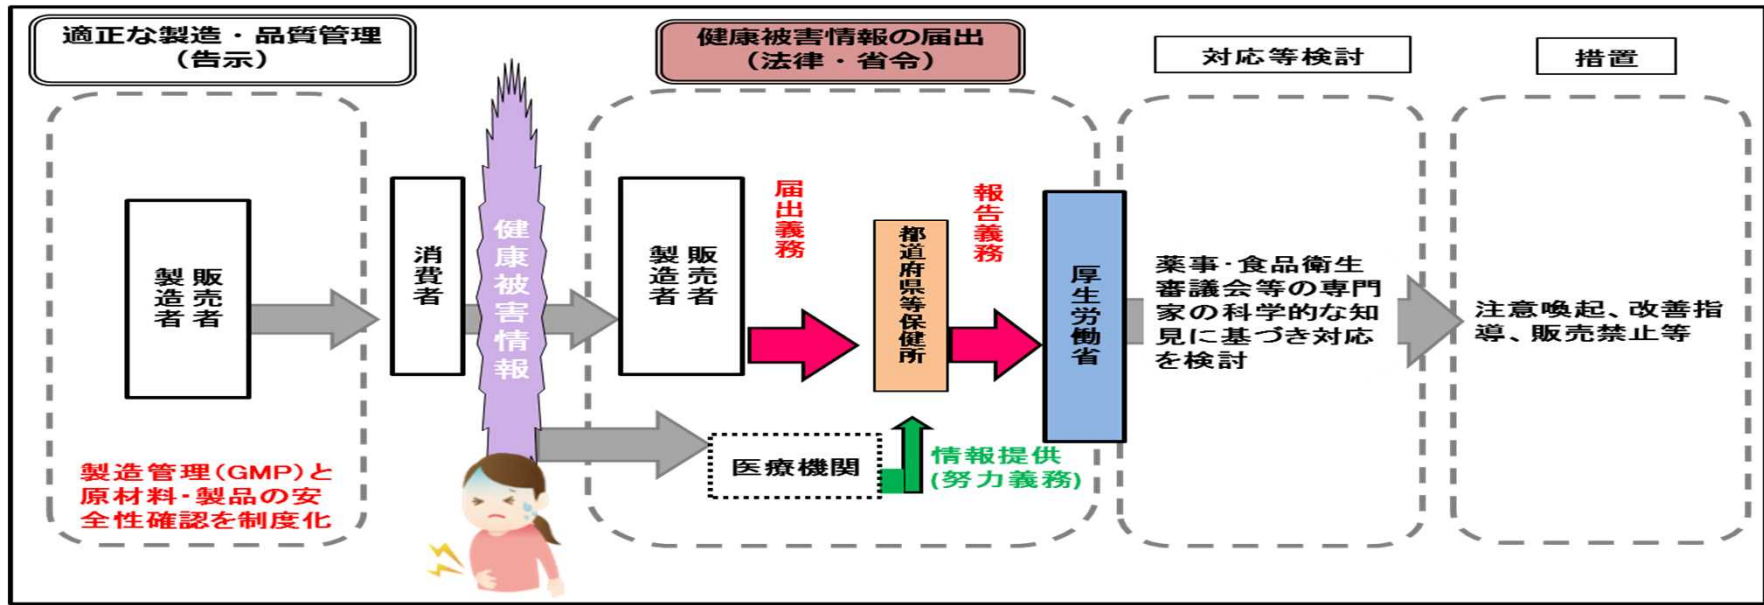 適正な製造・品質管理
(告示)
健康被害情報の届出
(法律・省令)
対応等検討
措置
販売者
製造者
製造管理(GMP)と
原材料・製品の安
全性確認を制度化
消費者
健康被害情報
販売者
製造者
届出義務
都道府県等保健所
報告義務
厚生労働省
医療機関
情報提供
(努力義務)
薬事・食品衛生
審議会等の専門
家の科学的な知
見に基づき対応
を検討
注意喚起、改善指
導、販売禁止等